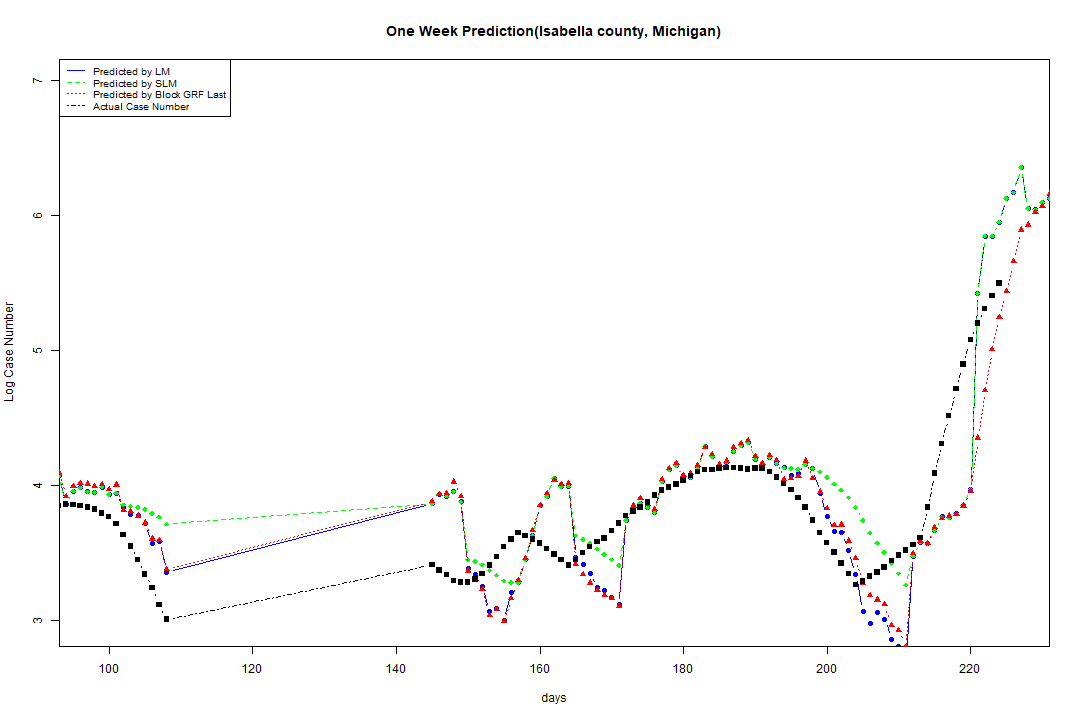 One Week Prediction(Isabella county, Michigan)
Predicted by LM
Predicted by SLM
Predicted by Block GRF Last
Actual Case Number
Log Case Number
7
6
5
4
3
100 120 140 160 180 200 220
days